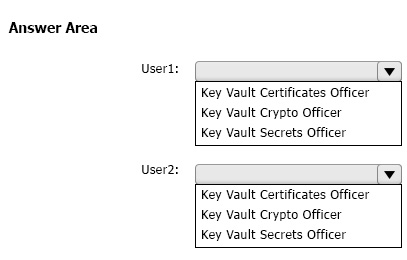 Answer Area
User1:
Key Vault Certificates Officer
Key Vault Crypto Officer
Key Vault Secrets Officer
User2:
Key Vault Certificates Officer
Key Vault Crypto Officer
Key Vault Secrets Officer